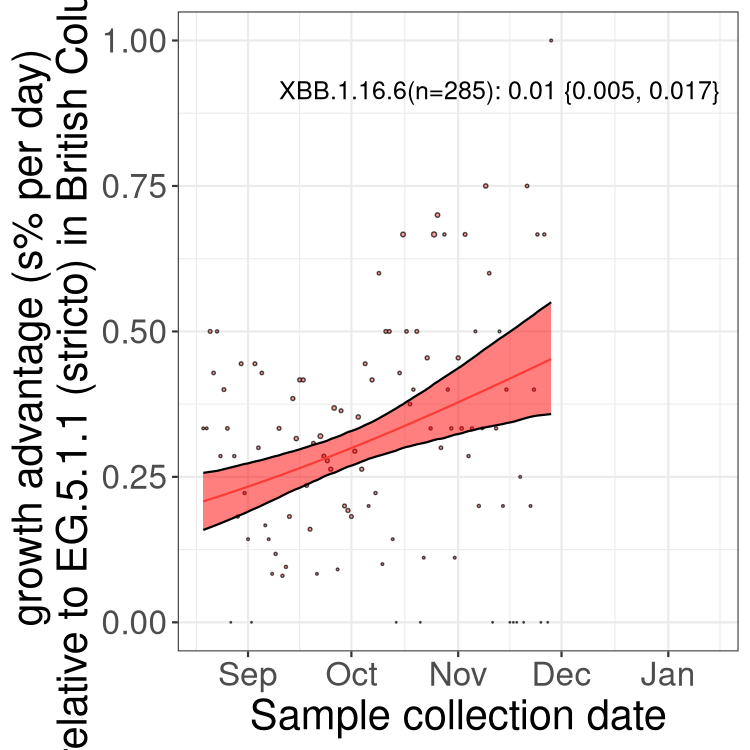 growth advantage (s% per day)
relative to EG.5.1.1 (stricto) in British
1.00
0.75
0.50
0.25
0.00
XBB.1.16.6(n=285): 0.01 {0.005, 0.017}
Sep Oct Nov Dec Jan
Sample collection date